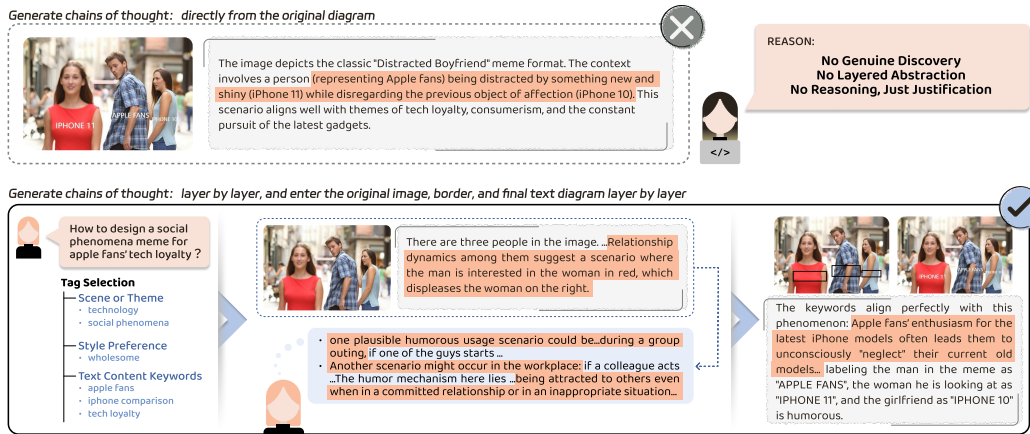 Generate chains of thought: directly from the original diagram
IPHONE 11
APPLE FANS
The image depicts the classic "Distracted Boyfriend" meme format. The context
involves a person (representing Apple fans) being distracted by something new and
shiny (iPhone 11) while disregarding the previous object of affection (iPhone 10). This
scenario aligns well with themes of tech loyalty, consumerism, and the constant
pursuit of the latest gadgets.
REASON:
No Genuine Discovery
No Layered Abstraction
No Reasoning, Just Justification
</>
Generate chains of thought: layer by layer, and enter the original image, border, and final text diagram layer by layer
How to design a social
phenomena meme for
apple fans' tech loyalty ?
Tag Selection
Scene or Theme
• technology
• social phenomena
Style Preference
• wholesome
Text Content Keywords
• apple fans
• iphone comparison
• tech loyalty
There are three people in the image. ...Relationship
dynamics among them suggest a scenario where
the man is interested in the woman in red, which
displeases the woman on the right.
• one plausible humorous usage scenario could be...during a group
outing, if one of the guys starts ...
• Another scenario might occur in the workplace: if a colleague acts
...The humor mechanism here lies ...being attracted to others even
when in a committed relationship or in an inappropriate situation...
IPHONE 11
The keywords align perfectly with this
phenomenon: Apple fans' enthusiasm for the
latest iPhone models often leads them to
unconsciously "neglect" their current old
models... labeling the man in the meme as
"APPLE FANS", the woman he is looking at as
"IPHONE 11", and the girlfriend as "IPHONE 10"
is humorous.